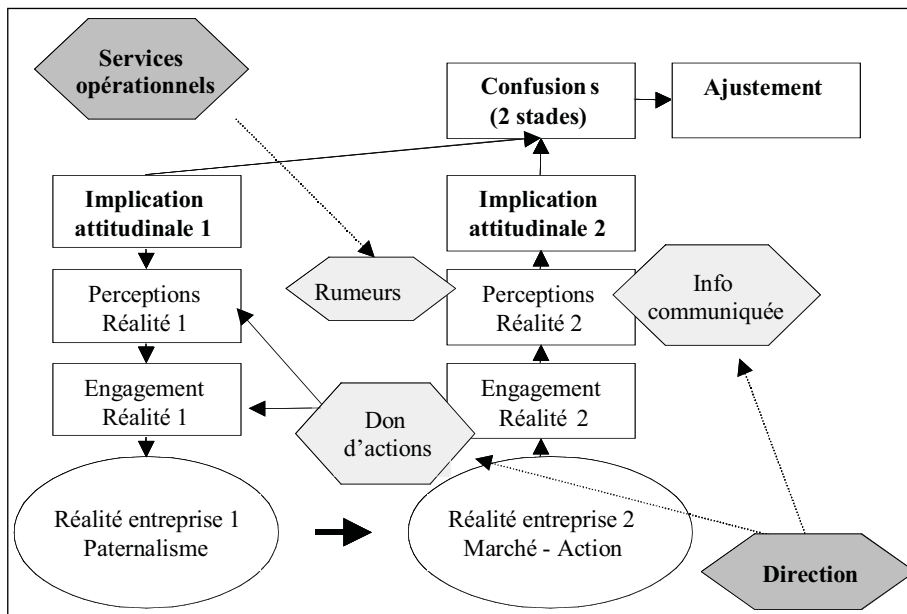 Services
opérationnels
Confusions
(2 stades)
Ajustement
Implication
attitudinale 1
Implication
attitudinale 2
Perceptions
Réalité 1
Rumeurs
Perceptions
Réalité 2
Info
communiquée
Engagement
Réalité 1
Don
d'actions
Engagement
Réalité 2
Réalité entreprise 1
Paternalisme
Réalité entreprise 2
Marché - Action
Direction